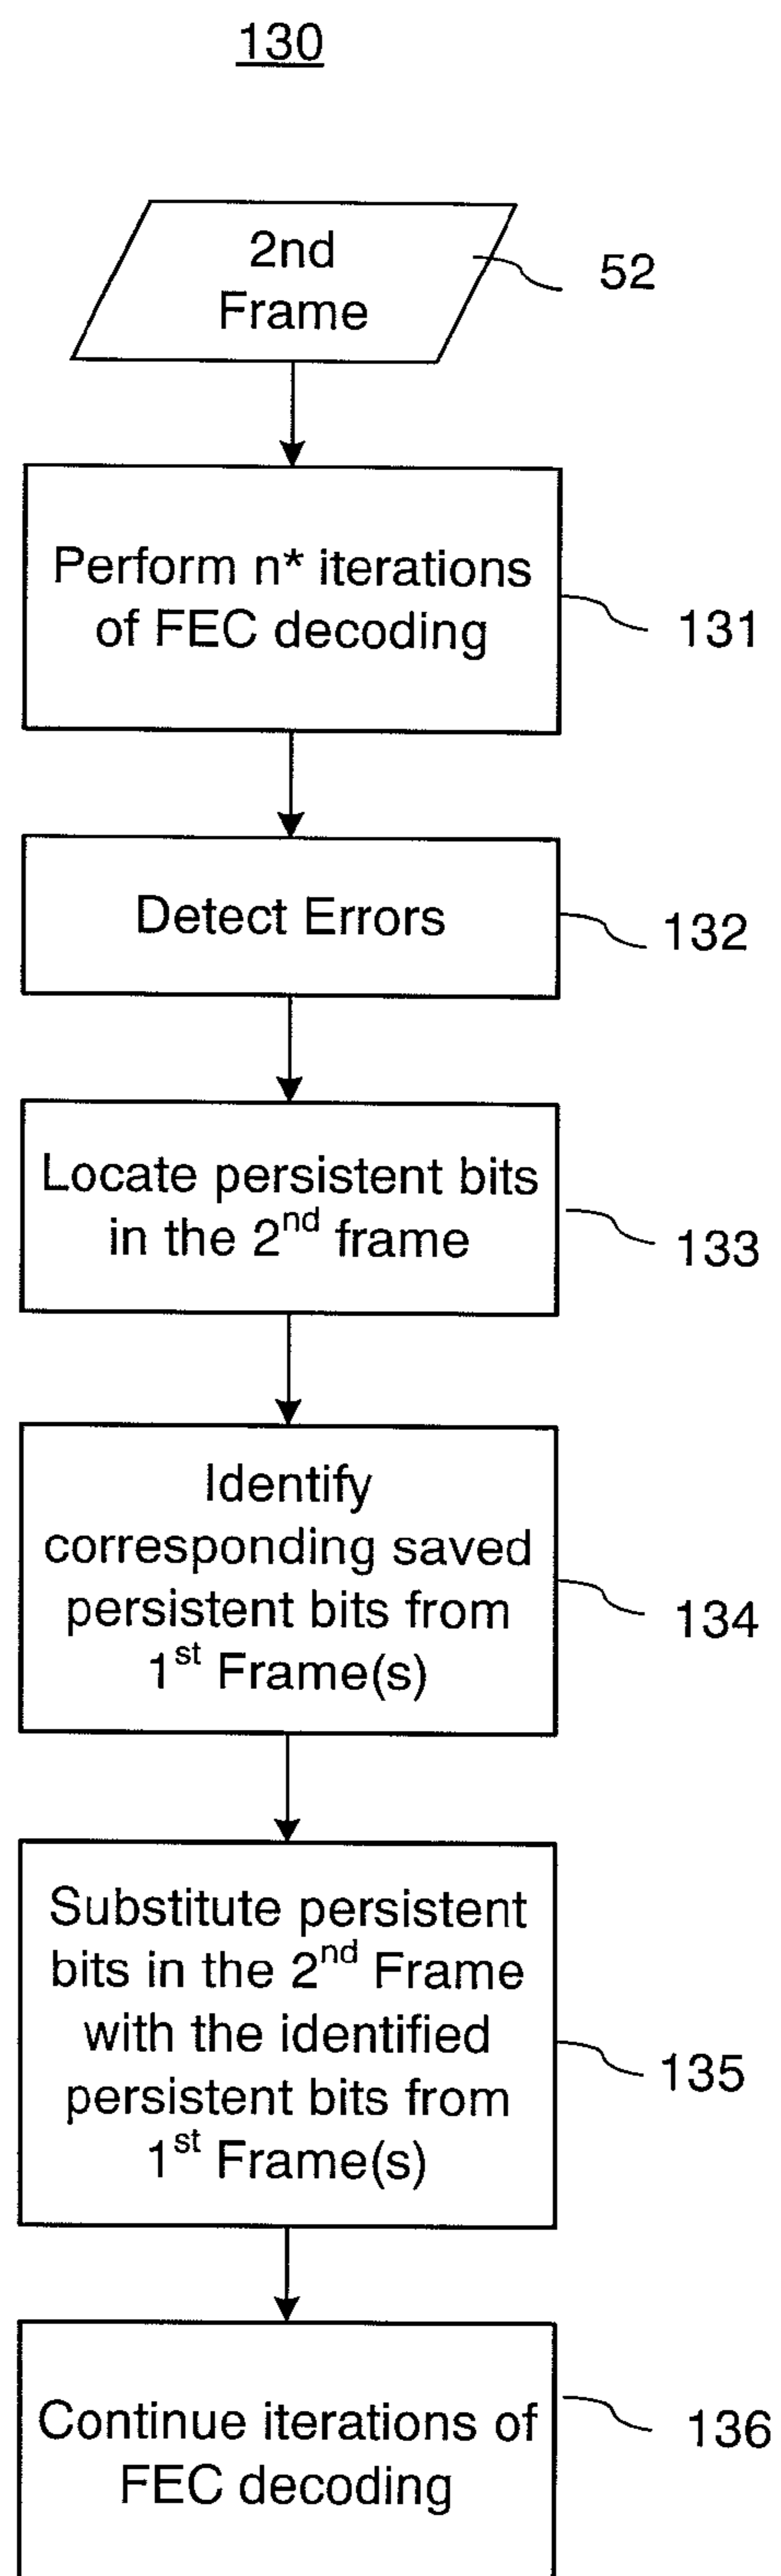 130
2nd
Frame
52
Perform n* iterations
of FEC decoding
131
Detect Errors
132
Locate persistent bits
in the 2nd frame
133
Identify
corresponding saved
persistent bits from
1st Frame(s)
134
Substitute persistent
bits in the 2nd Frame
with the identified
persistent bits from
1st Frame(s)
135
Continue iterations of
FEC decoding
136